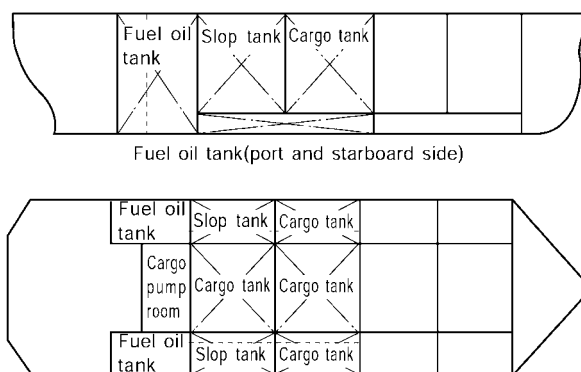 Fuel oil
tank
Slop tank
Cargo tank
Fuel oil tank(port and starboard side)
Fuel oil
tank
Slop tank
Cargo tank
Cargo
pump
room
Cargo tank
Cargo tank
Fuel oil
tank
Slop tank
Cargo tank